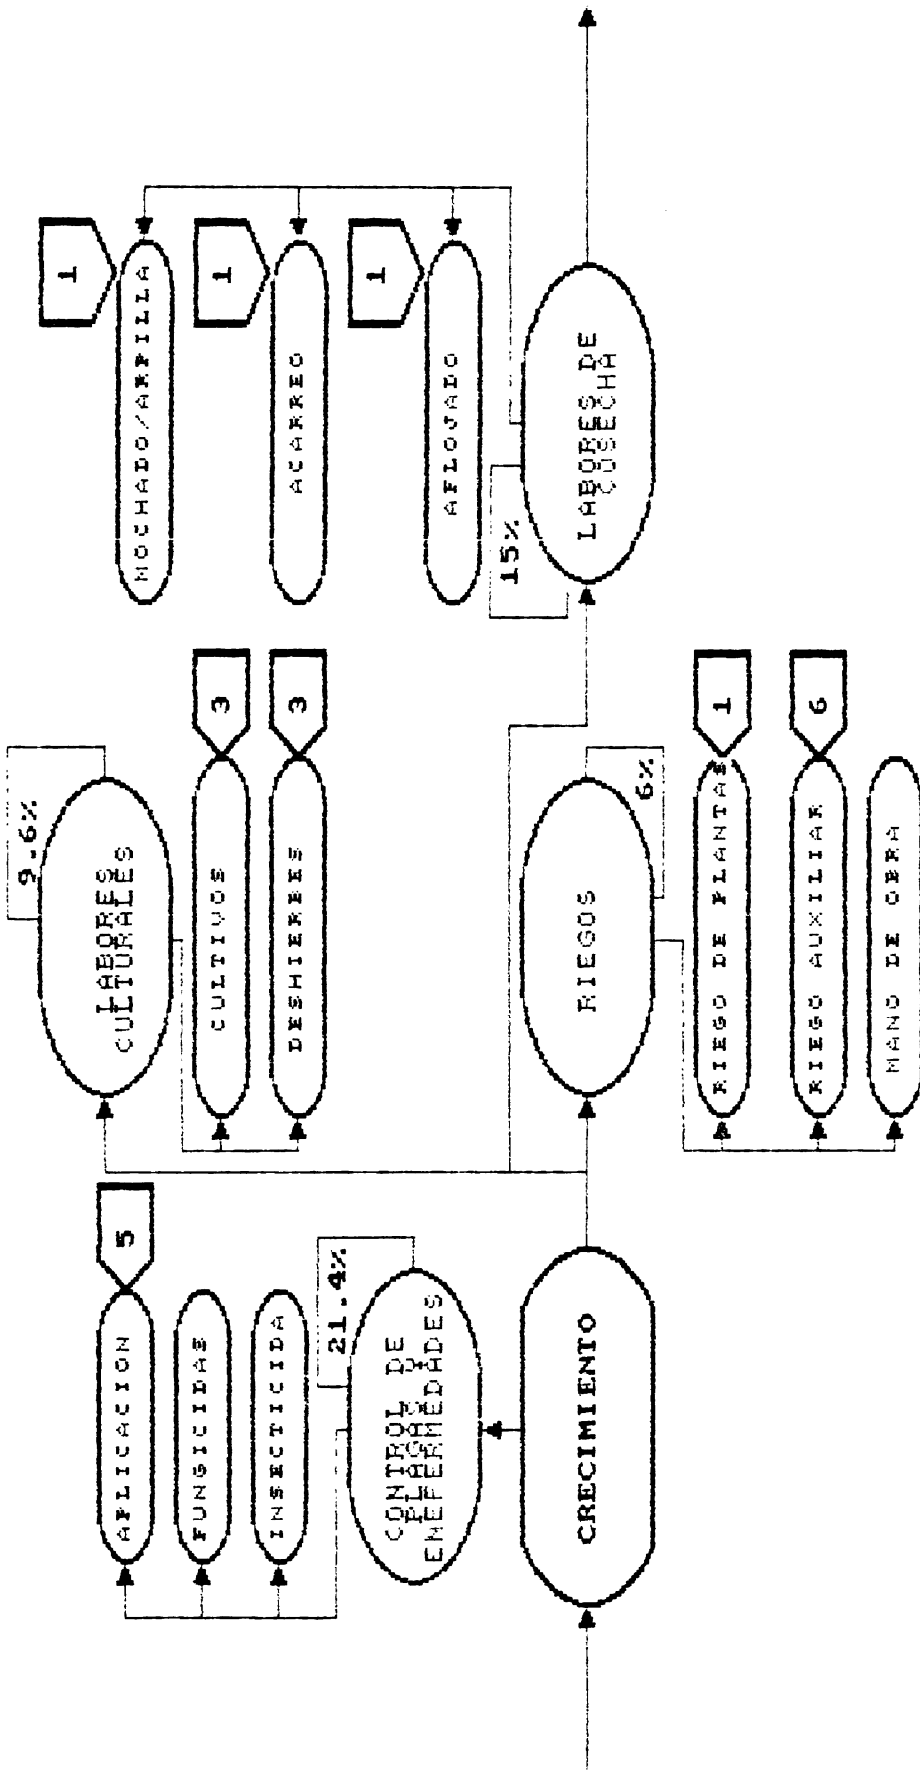 APLICACION
5
FUNGICIDAS
INSECTICIDA
21.4%
CONTROL DE
PLAGAS Y
ENEFERMEDADES
CRECIMIENTO
9.6%
LABORES
CULTURALES
CULTIVOS
3
DESHIERBES
3
RIEGOS
6%
RIEGO DE PLANTAS
1
RIEGO AUXILIAR
6
MANO DE OBRA
1
MOCHADO/ARPILLA
1
ACARREO
1
AFLOJADO
15%
LABORES DE
COSECHA